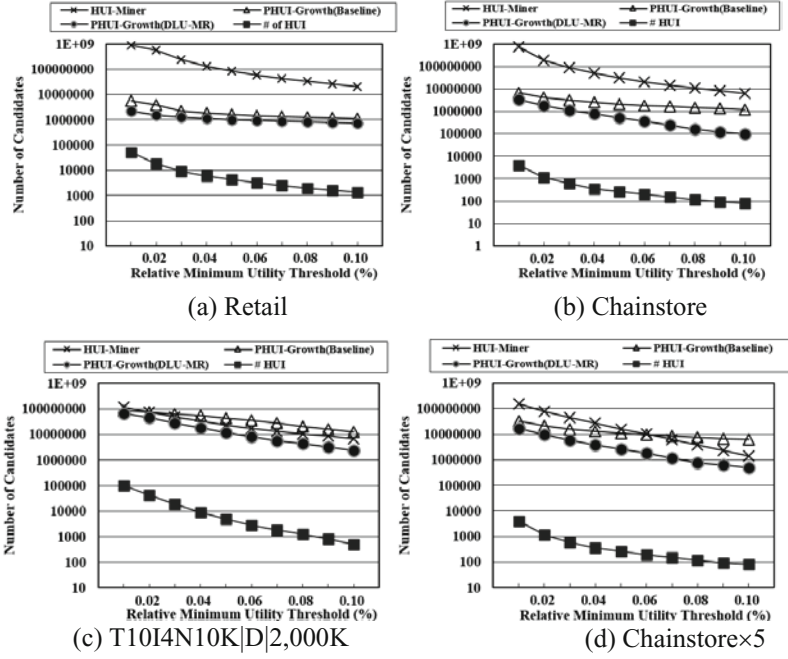 HUI-Miner PHUI-Growth(Baseline)
PHUI-Growth(DLU-MR) # of HUI
Number of Candidates
1E+09
100000000
10000000
1000000
100000
10000
1000
100
10
0.02 0.04 0.06 0.08 0.10
Relative Minimum Utility Threshold (%)
(a) Retail
HUI-Miner PHUI-Growth(Baseline)
PHUI-Growth(DLU-MR) # HUI
Number of Candidates
1E+09
100000000
10000000
1000000
100000
10000
1000
100
10
1
0.02 0.04 0.06 0.08 0.10
Relative Minimum Utility Threshold (%)
(b) Chainstore
HUI-Miner PHUI-Growth(Baseline)
PHUI-Growth(DLU-MR) # HUI
Number of Candidates
1E+09
100000000
10000000
1000000
100000
10000
1000
100
10
0.02 0.04 0.06 0.08 0.10
Relative Minimum Utility Threshold (%)
(c) T10I4N10K|D|2,000K
HUI-Miner PHUI-Growth(Baseline)
PHUI-Growth(DLU-MR) # HUI
Number of Candidates
1E+09
100000000
10000000
1000000
100000
10000
1000
100
10
0.02 0.04 0.06 0.08 0.10
Relative Minimum Utility Threshold (%)
(d) Chainstore×5